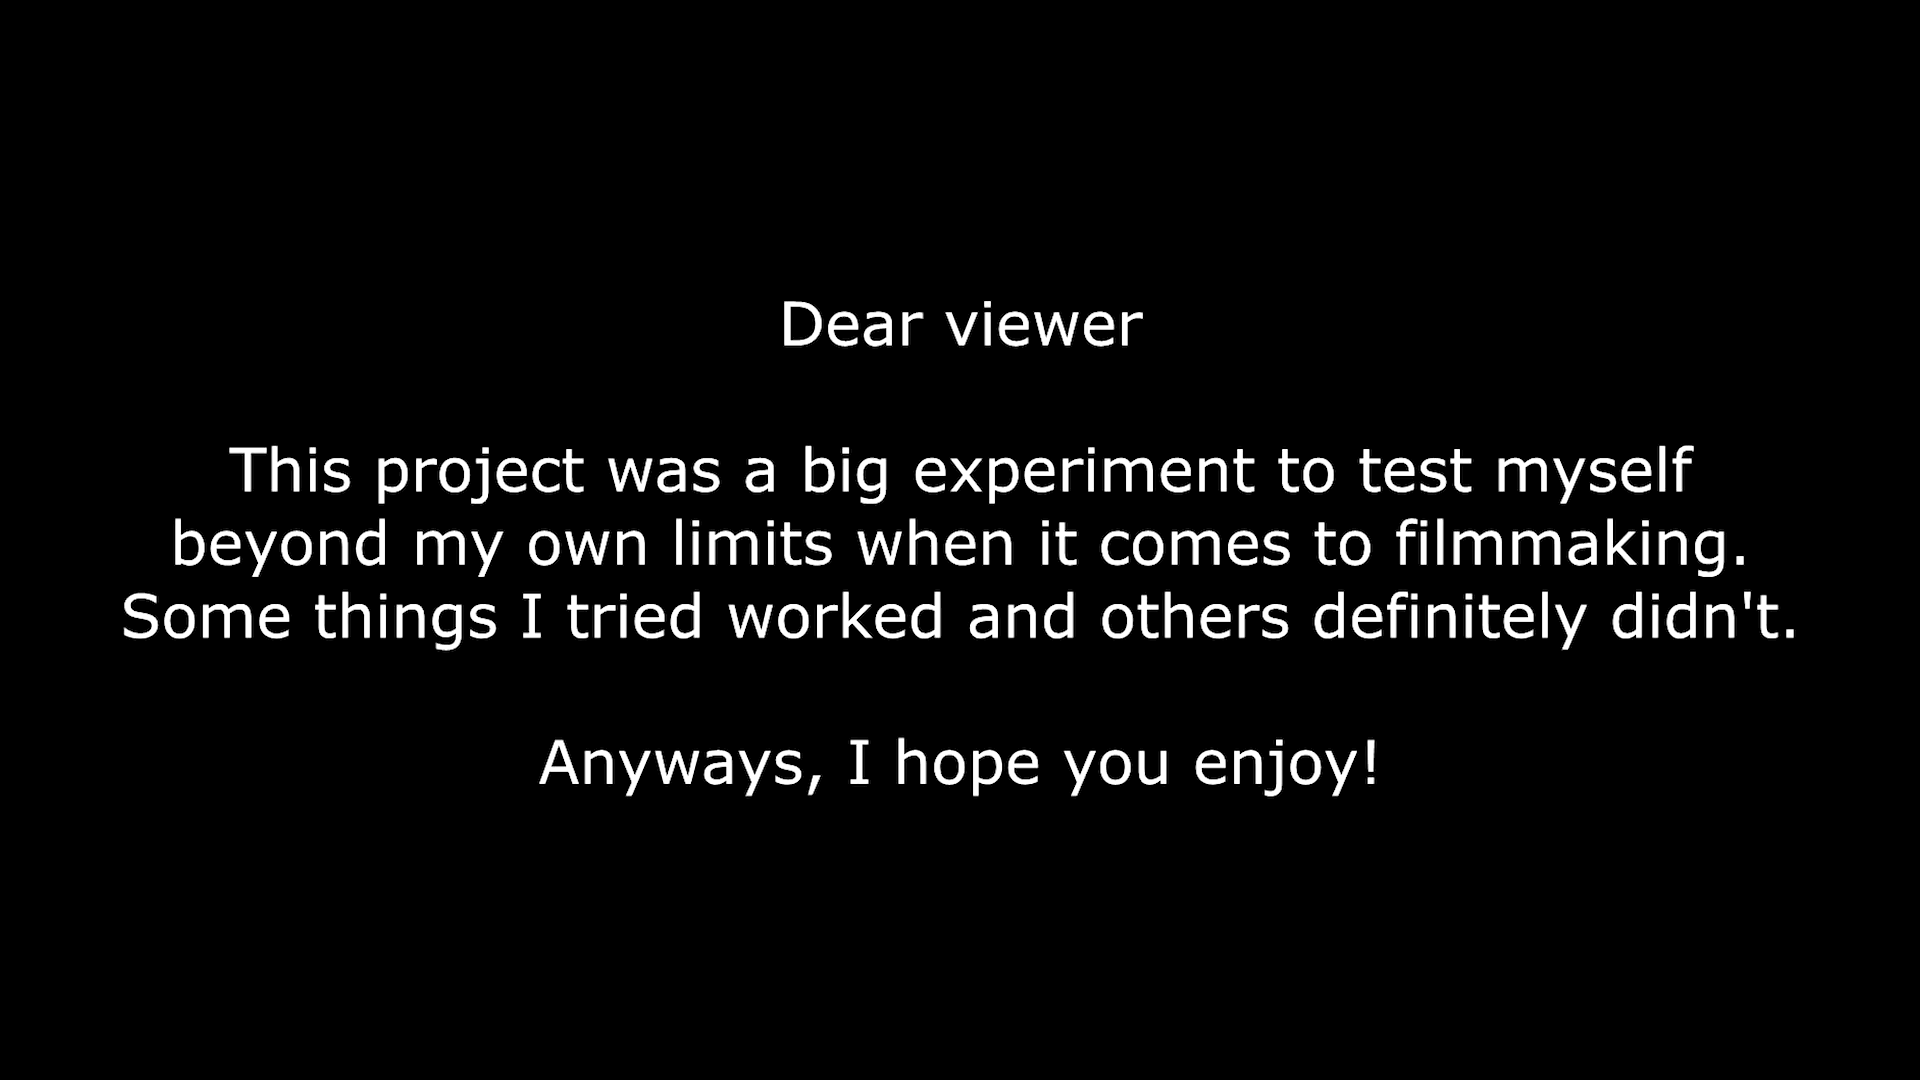 Dear viewer
This project was a big experiment to test myself
beyond my own limits when it comes to filmmaking.
Some things I tried worked and others definitely didn't.
Anyways, I hope you enjoy!